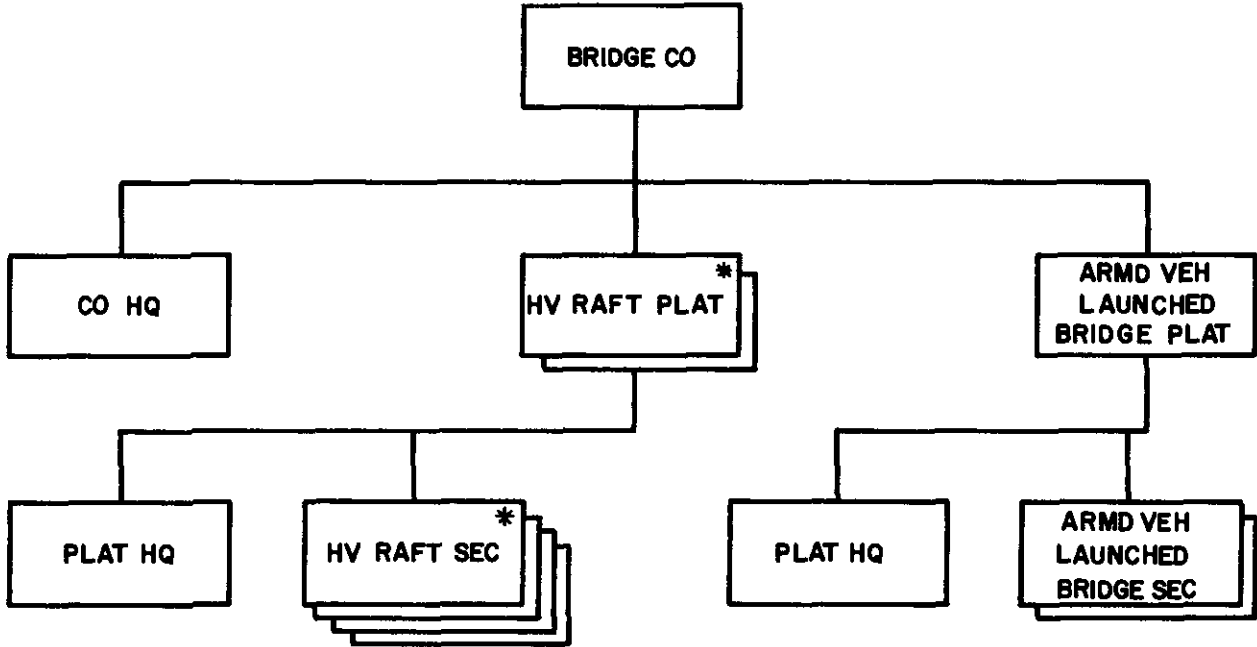 BRIDGE CO
CO HQ
*
HV RAFT PLAT
ARMD VEH
LAUNCHED
BRIDGE PLAT
PLAT HQ
*
HV RAFT SEC
PLAT HQ
ARMD VEH
LAUNCHED
BRIDGE SEC